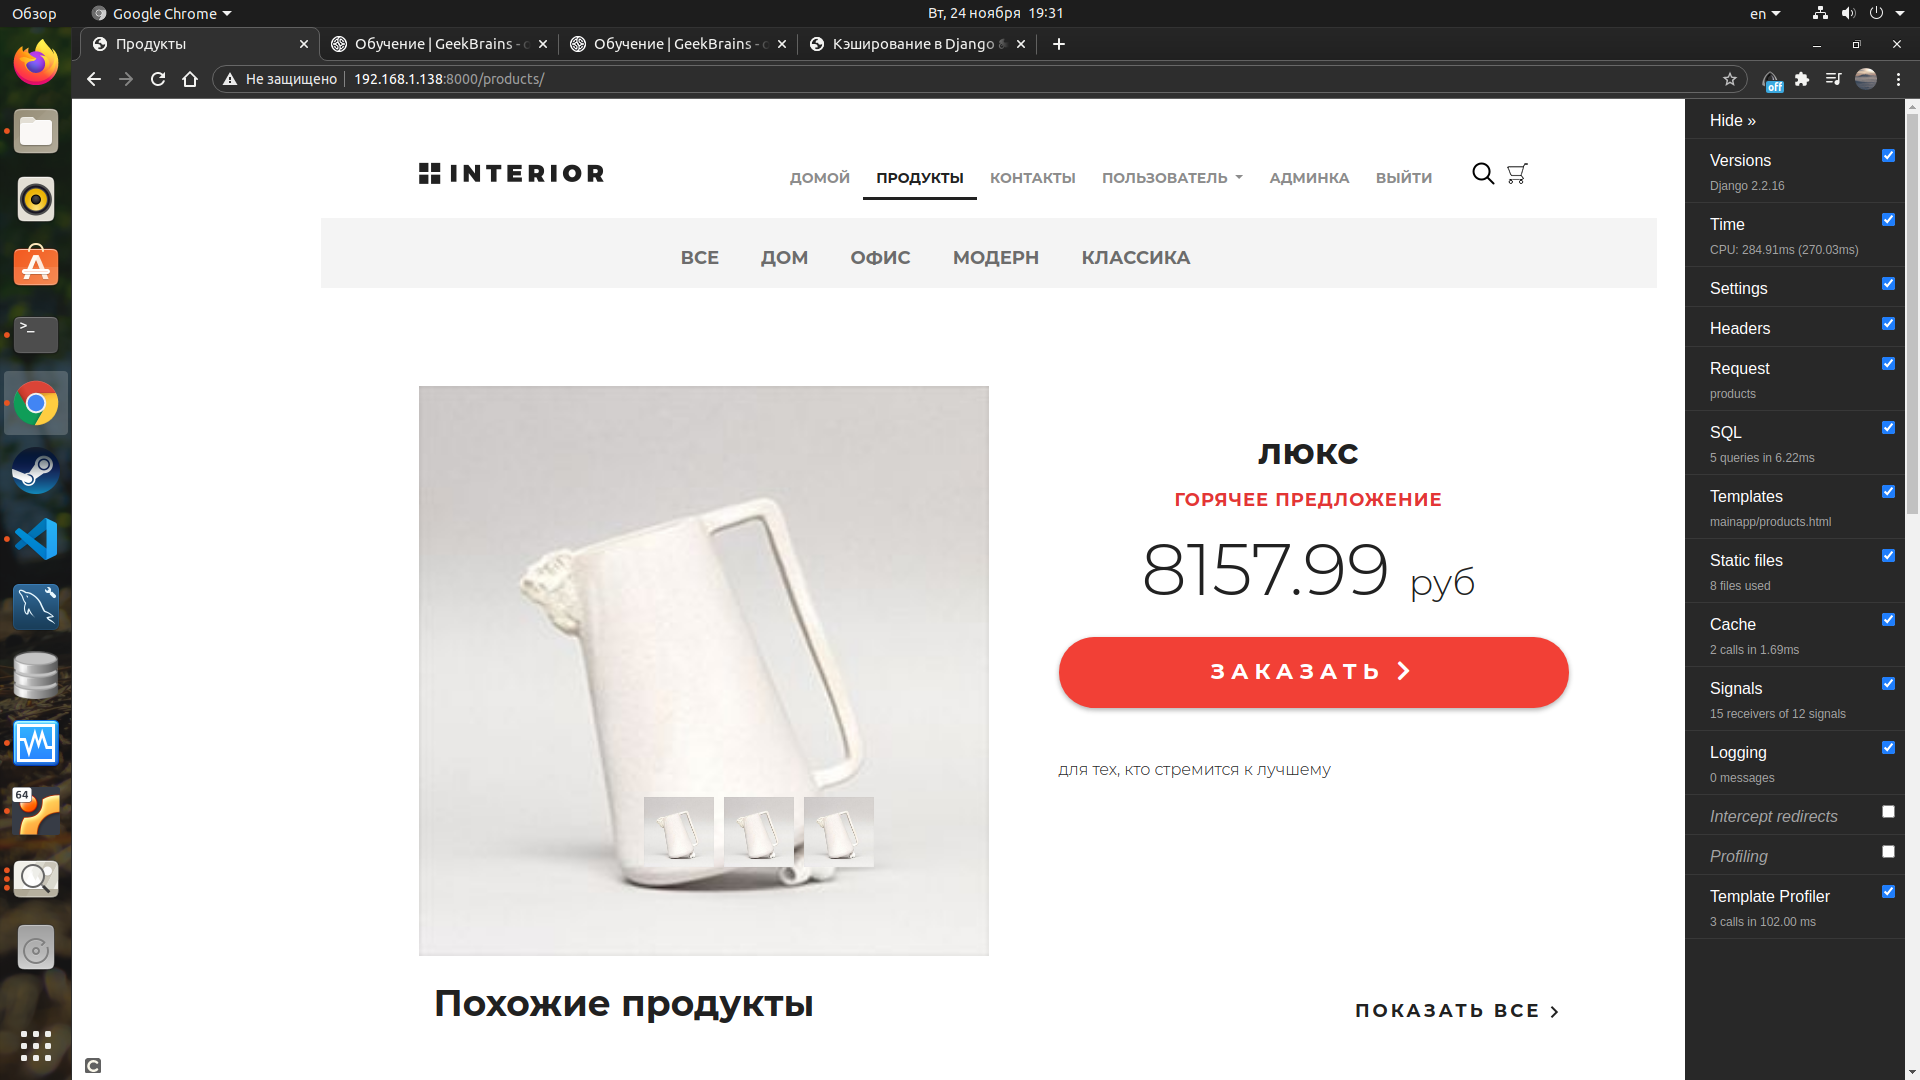 Обзор
Google Chrome
Вт, 24 ноября 19:31
en
Продукты
Обучение | GeekBrains -
Обучение | GeekBrains -
Кэширование в Django
Не защищено
192.168.1.138:8000/products/
off
INTERIOR
ДОМОЙ
ПРОДУКТЫ
КОНТАКТЫ
ПОЛЬЗОВАТЕЛЬ
АДМИНКА
ВЫЙТИ
ВСЕ
ДОМ
ОФИС
МОДЕРН
КЛАССИКА
люкс
ГОРЯЧЕЕ ПРЕДЛОЖЕНИЕ
8157.99 руб
ЗАКАЗАТЬ
для тех, кто стремится к лучшему
Похожие продукты
ПОКАЗАТЬ ВСЕ
Hide »
Versions
Django 2.2.16
Time
CPU: 284.91ms (270.03ms)
Settings
Headers
Request
products
SQL
5 queries in 6.22ms
Templates
mainapp/products.html
Static files
8 files used
Cache
2 calls in 1.69ms
Signals
15 receivers of 12 signals
Logging
0 messages
Intercept redirects
Profiling
Template Profiler
3 calls in 102.00 ms
>_
64
C